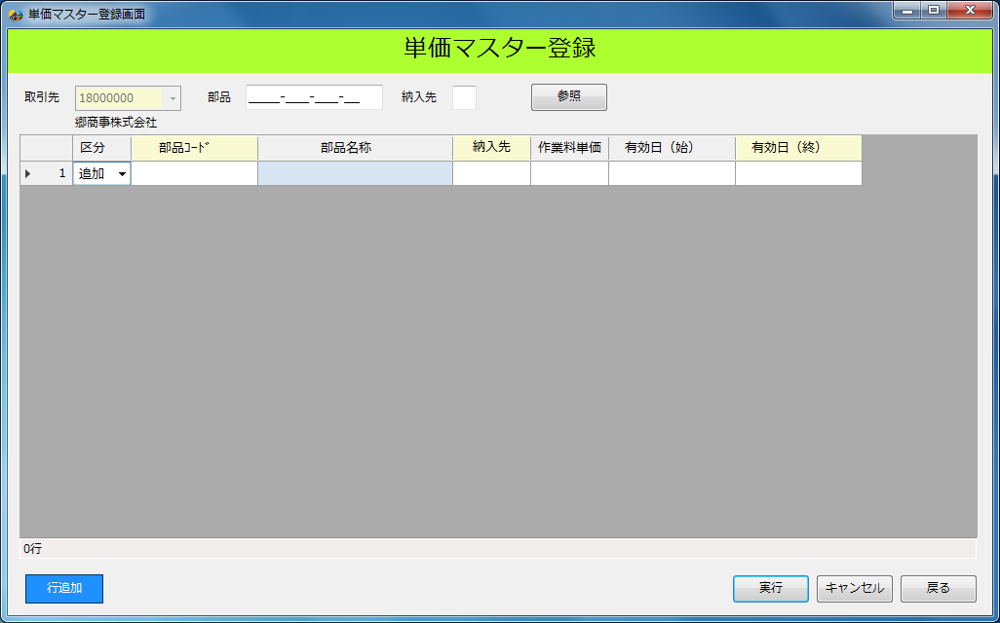 単価マスター登録画面
単価マスター登録
取引先 18000000 部品 _____-____-____-___ 納入先 参照
郷商事株式会社
区分 部品ｺｰﾄﾞ 部品名称 納入先 作業料単価 有効日（始） 有効日（終）
1 追加
0行
行追加 実行 キャンセル 戻る